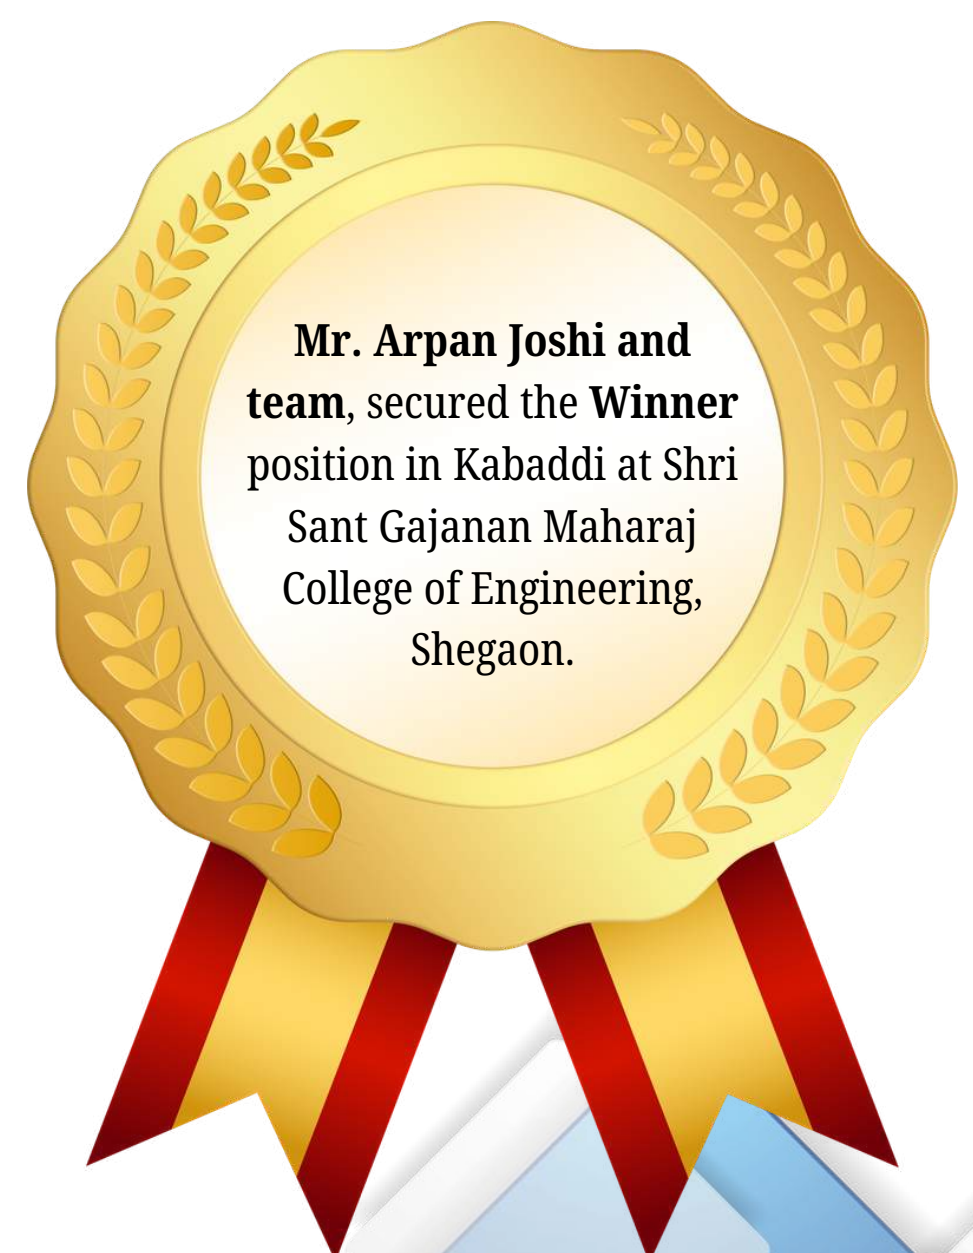 Mr. Arpan Joshi and
team, secured the Winner
position in Kabaddi at Shri
Sant Gajanan Maharaj
College of Engineering,
Shegaon.